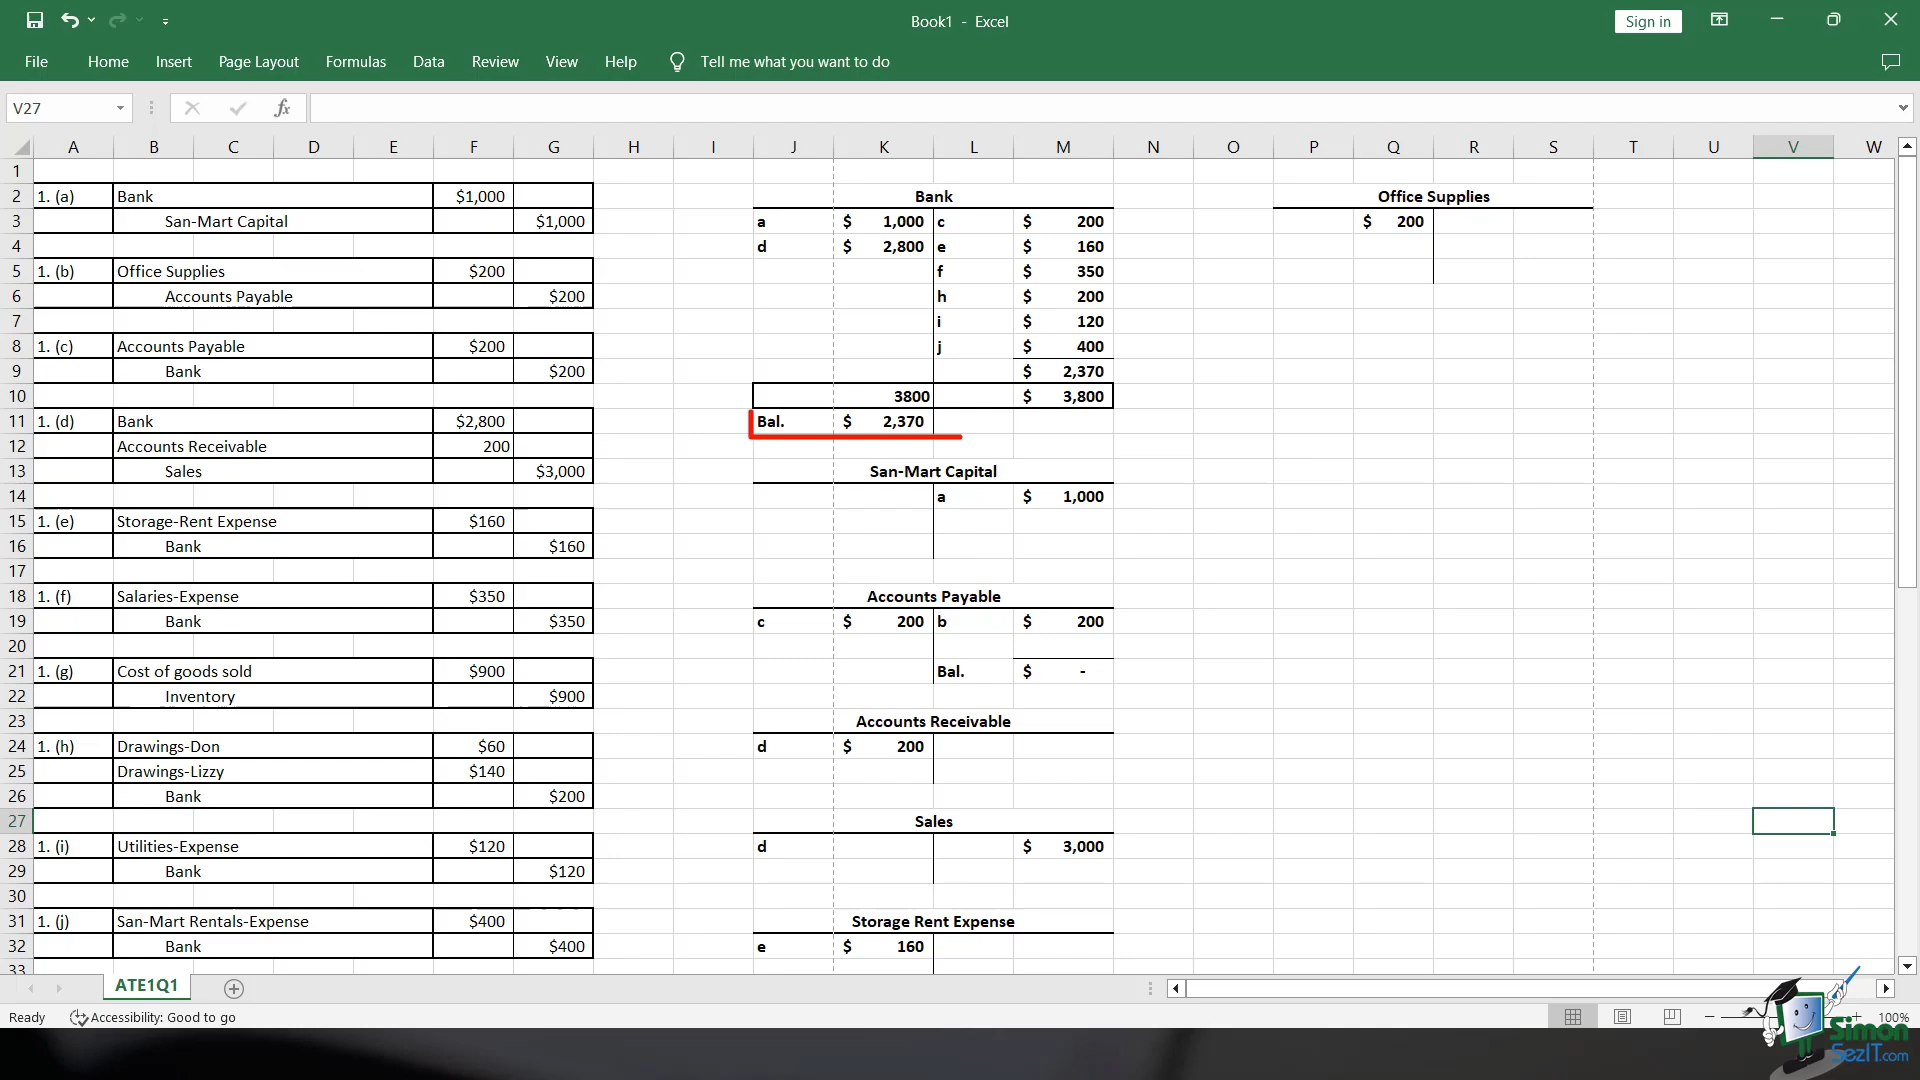 Book1 - Excel
Sign in
File Home Insert Page Layout Formulas Data Review View Help Tell me what you want to do
V27 fx
A B C D E F G H I J K L M N O P Q R S T U V W
1
2 1. (a) Bank $1,000 Bank Office Supplies
3 San-Mart Capital $1,000 a $ 1,000 c $ 200 $ 200
4 d $ 2,800 e $ 160
5 1. (b) Office Supplies $200 f $ 350
6 Accounts Payable $200 h $ 200
7 i $ 120
8 1. (c) Accounts Payable $200 j $ 400
9 Bank $200 $ 2,370
10 3800 $ 3,800
11 1. (d) Bank $2,800 Bal. $ 2,370
12 Accounts Receivable 200
13 Sales $3,000 San-Mart Capital
14 a $ 1,000
15 1. (e) Storage-Rent Expense $160
16 Bank $160
17
18 1. (f) Salaries-Expense $350 Accounts Payable
19 Bank $350 c $ 200 b $ 200
20
21 1. (g) Cost of goods sold $900 Bal. $ -
22 Inventory $900
23 Accounts Receivable
24 1. (h) Drawings-Don $60 d $ 200
25 Drawings-Lizzy $140
26 Bank $200
27 Sales
28 1. (i) Utilities-Expense $120 d $ 3,000
29 Bank $120
30
31 1. (j) San-Mart Rentals-Expense $400 Storage Rent Expense
32 Bank $400 e $ 160
33
ATE1Q1
Ready Accessibility: Good to go 100%
Simon
SezIT.com